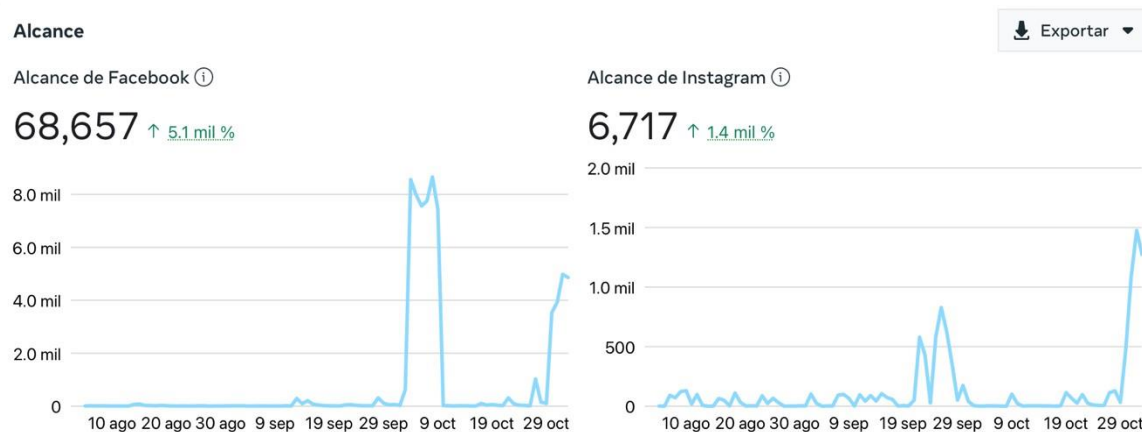 Alcance
Exportar
Alcance de Facebook
68,657 ↑ 5.1 mil %
8.0 mil
6.0 mil
4.0 mil
2.0 mil
0
10 ago 20 ago 30 ago 9 sep 19 sep 29 sep 9 oct 19 oct 29 oct
Alcance de Instagram
6,717 ↑ 1.4 mil %
2.0 mil
1.5 mil
1.0 mil
500
0
10 ago 20 ago 30 ago 9 sep 19 sep 29 sep 9 oct 19 oct 29 oct